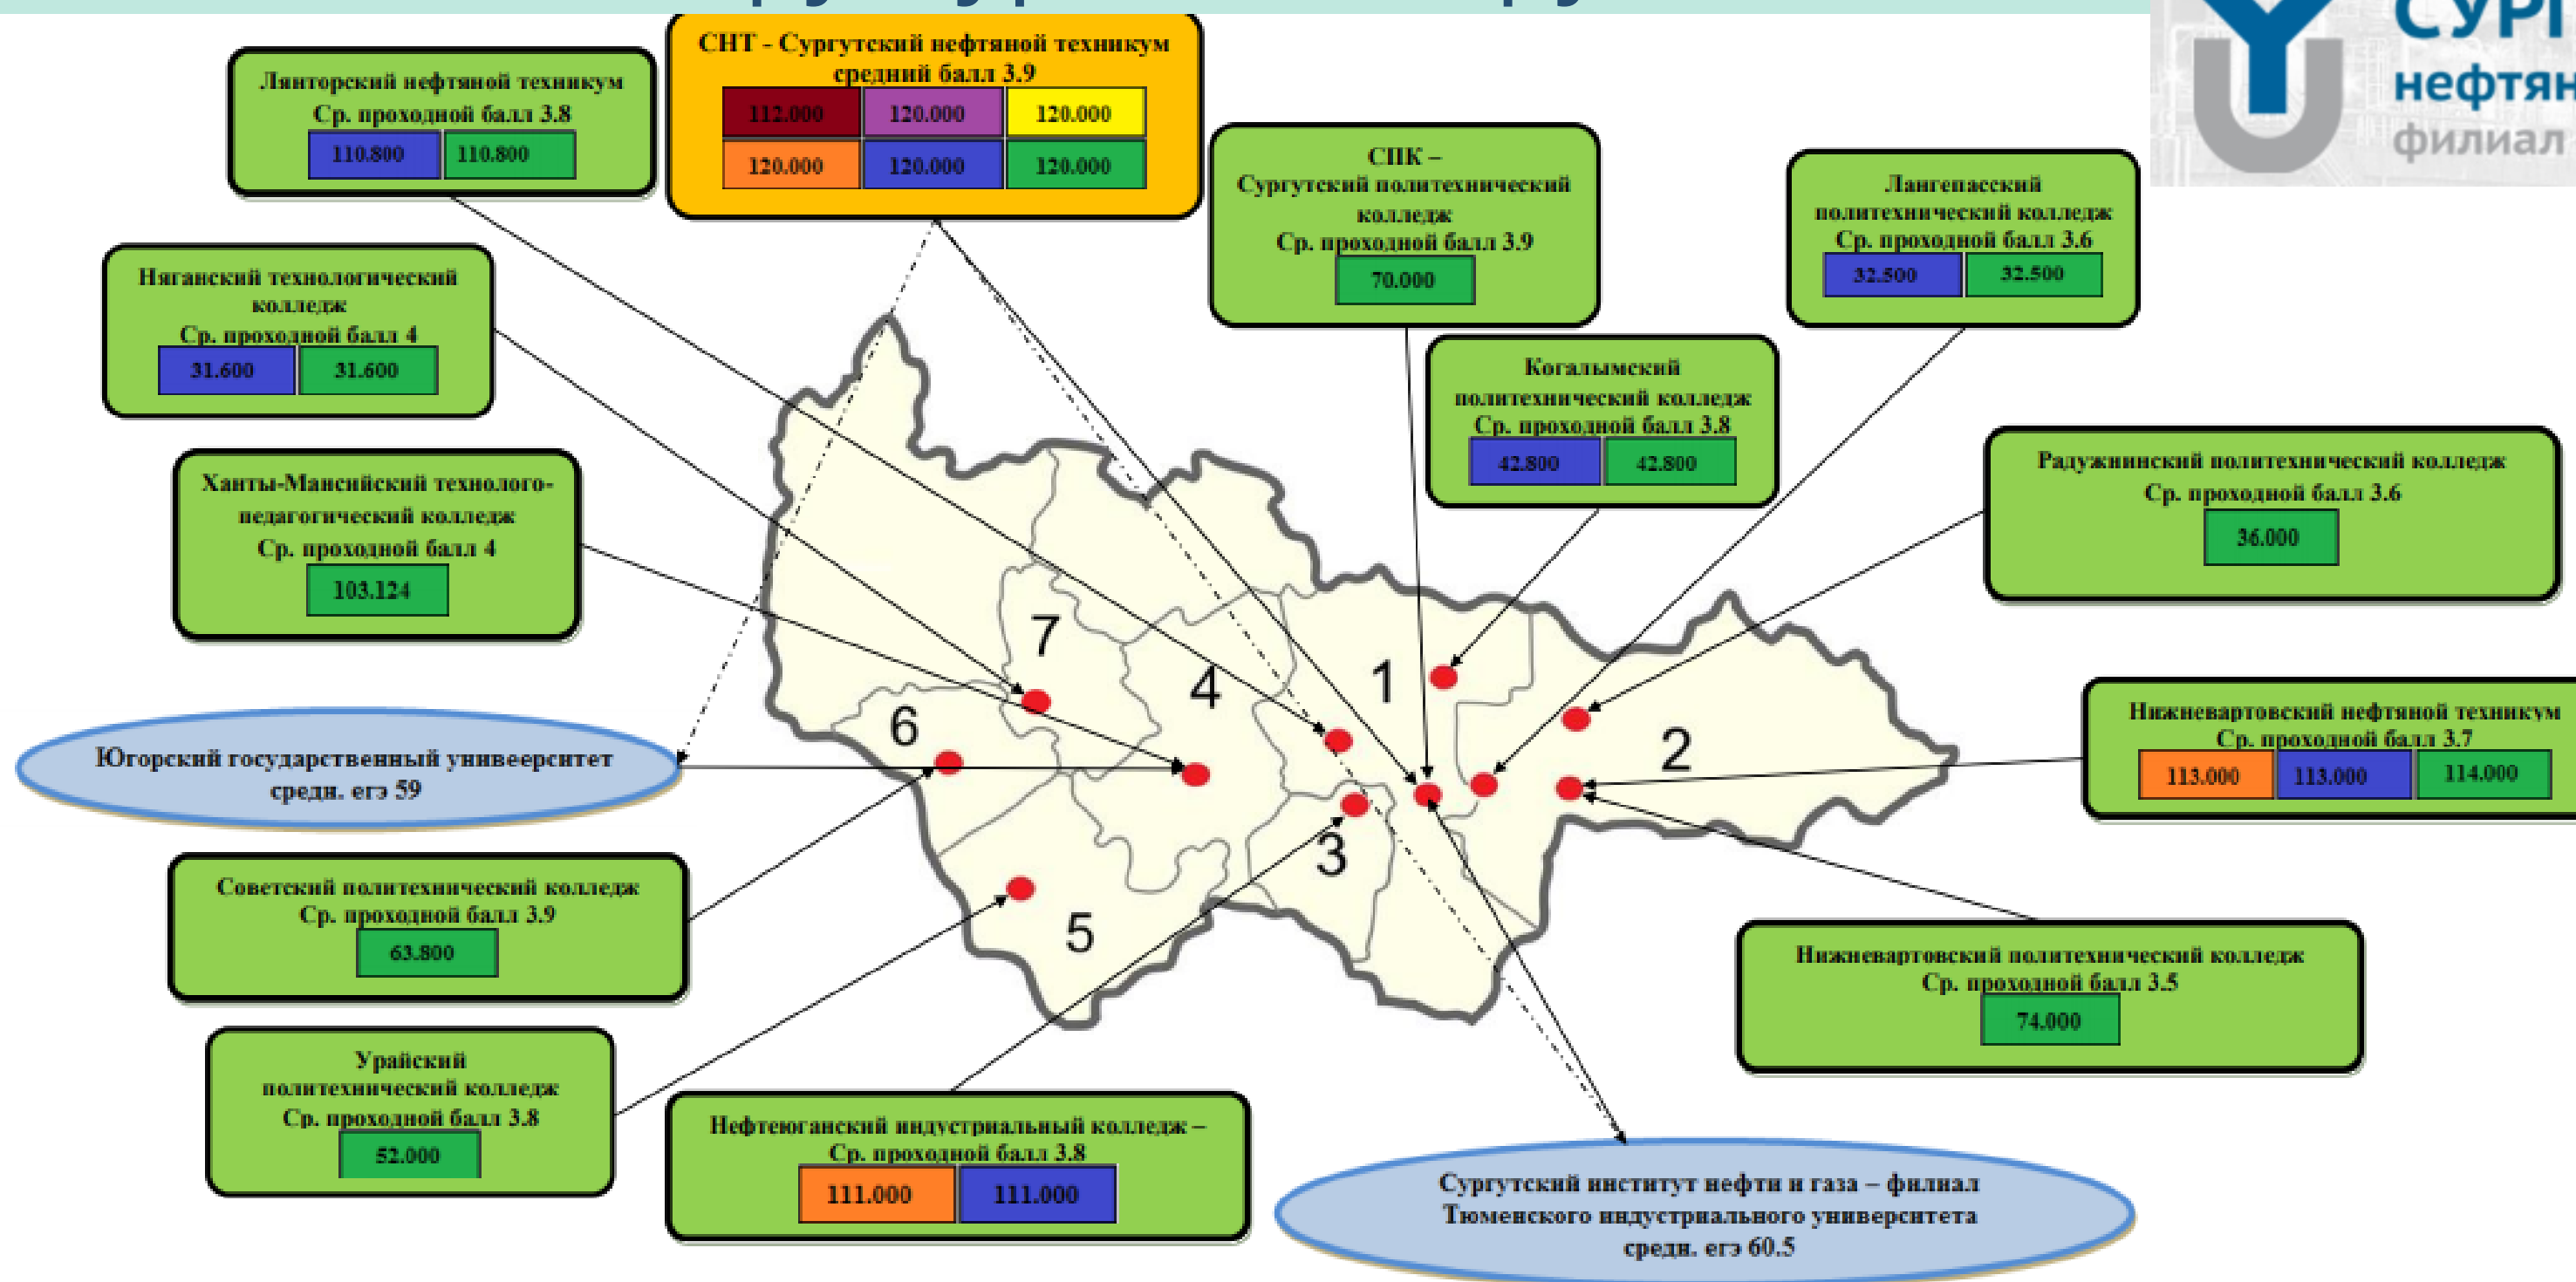 СУРГ
нефтян
филиал
СНТ - Сургутский нефтяной техникум
средний балл 3.9
112.000 120.000 120.000
120.000 120.000 120.000
Лянторский нефтяной техникум
Ср. проходной балл 3.8
110.800 110.800
СПК –
Сургутский политехнический
колледж
Ср. проходной балл 3.9
70.000
Лангепасский
политехнический колледж
Ср. проходной балл 3.6
32.500 32.500
Няганский технологический
колледж
Ср. проходной балл 4
31.600 31.600
Когалымский
политехнический колледж
Ср. проходной балл 3.8
42.800 42.800
Ханты-Мансийский технолого-
педагогический колледж
Ср. проходной балл 4
103.124
Радужнинский политехнический колледж
Ср. проходной балл 3.6
36.000
7
4
1
6
2
3
5
Югорский государственный унивеерситет
средн. егэ 59
Нижневартовский нефтяной техникум
Ср. проходной балл 3.7
113.000 113.000 114.000
Советский политехнический колледж
Ср. проходной балл 3.9
63.800
Нижневартовский политехнический колледж
Ср. проходной балл 3.5
74.000
Урайский
политехнический колледж
Ср. проходной балл 3.8
52.000
Нефтеюганский индустриальный колледж –
Ср. проходной балл 3.8
111.000 111.000
Сургутский институт нефти и газа – филиал
Тюменского индустриального университета
средн. егэ 60.5